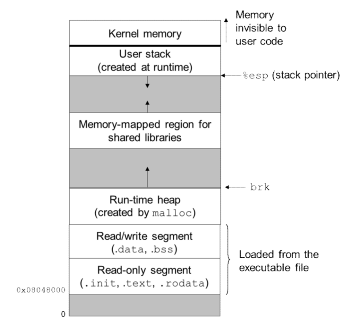 Kernel memory
Memory
invisible to
user code
User stack
(created at runtime)
%esp (stack pointer)
Memory-mapped region for
shared libraries
brk
Run-time heap
(created by malloc)
Read/write segment
(.data, .bss)
Loaded from the
executable file
Read-only segment
(.init, .text, .rodata)
0x08048000
0